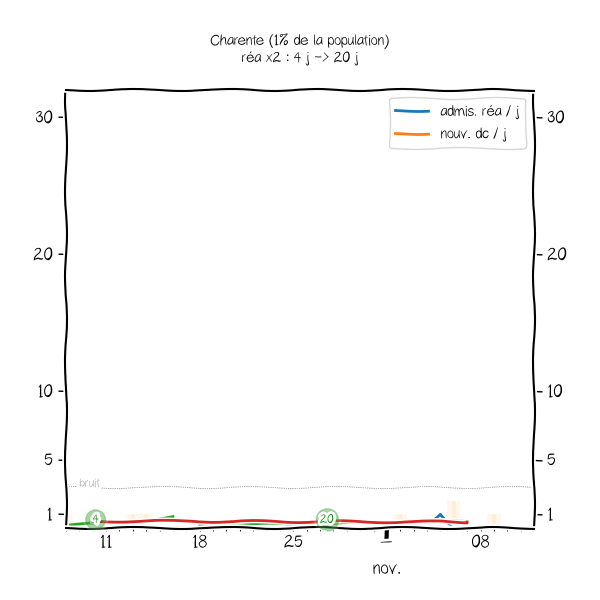 Charente (1% de la population)
réa x2 : 4 j -> 20 j
admis. réa / j
nouv. dc / j
30
30
20
20
10
10
5
5
bruit
1
4
20
1
11
18
25
1
08
nov.